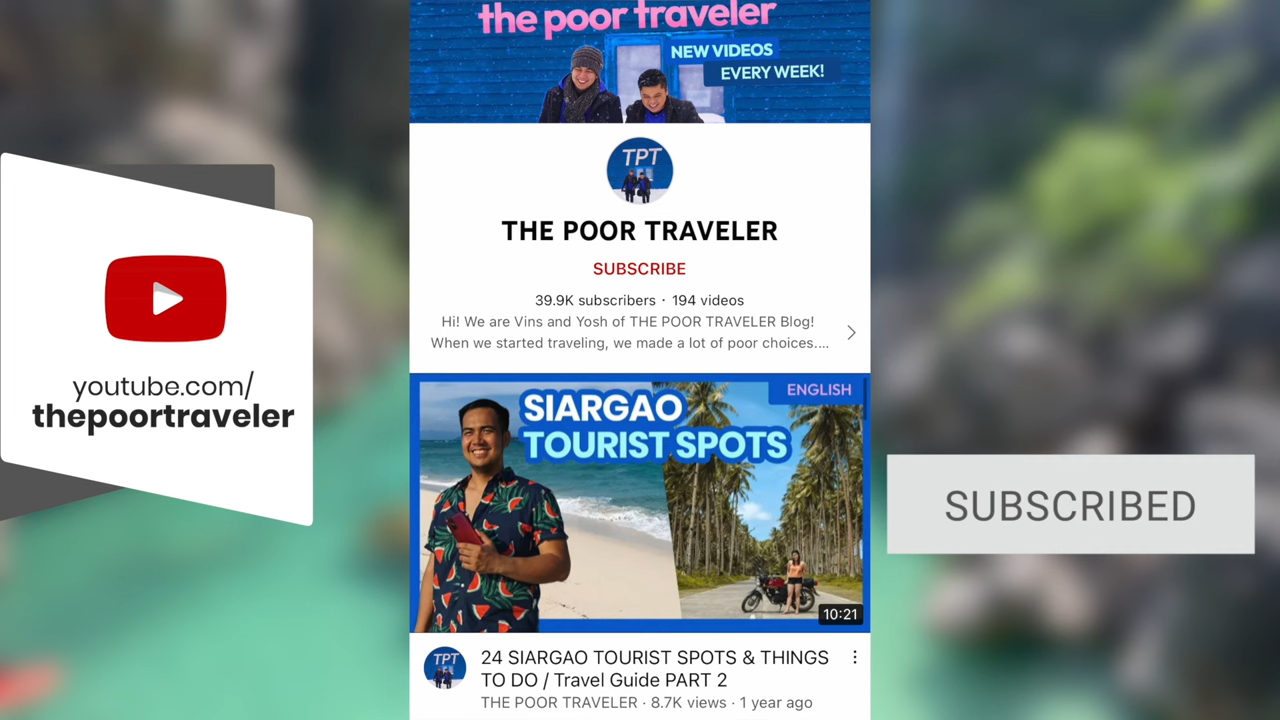 the poor traveler
NEW VIDEOS
EVERY WEEK!
TPT
THE POOR TRAVELER
SUBSCRIBE
39.9K subscribers · 194 videos
Hi! We are Vins and Yosh of THE POOR TRAVELER Blog!
When we started traveling, we made a lot of poor choices....
youtube.com/
thepoortraveler
ENGLISH
SIARGAO
TOURIST SPOTS
10:21
SUBSCRIBED
TPT
24 SIARGAO TOURIST SPOTS & THINGS
TO DO / Travel Guide PART 2
THE POOR TRAVELER · 8.7K views · 1 year ago